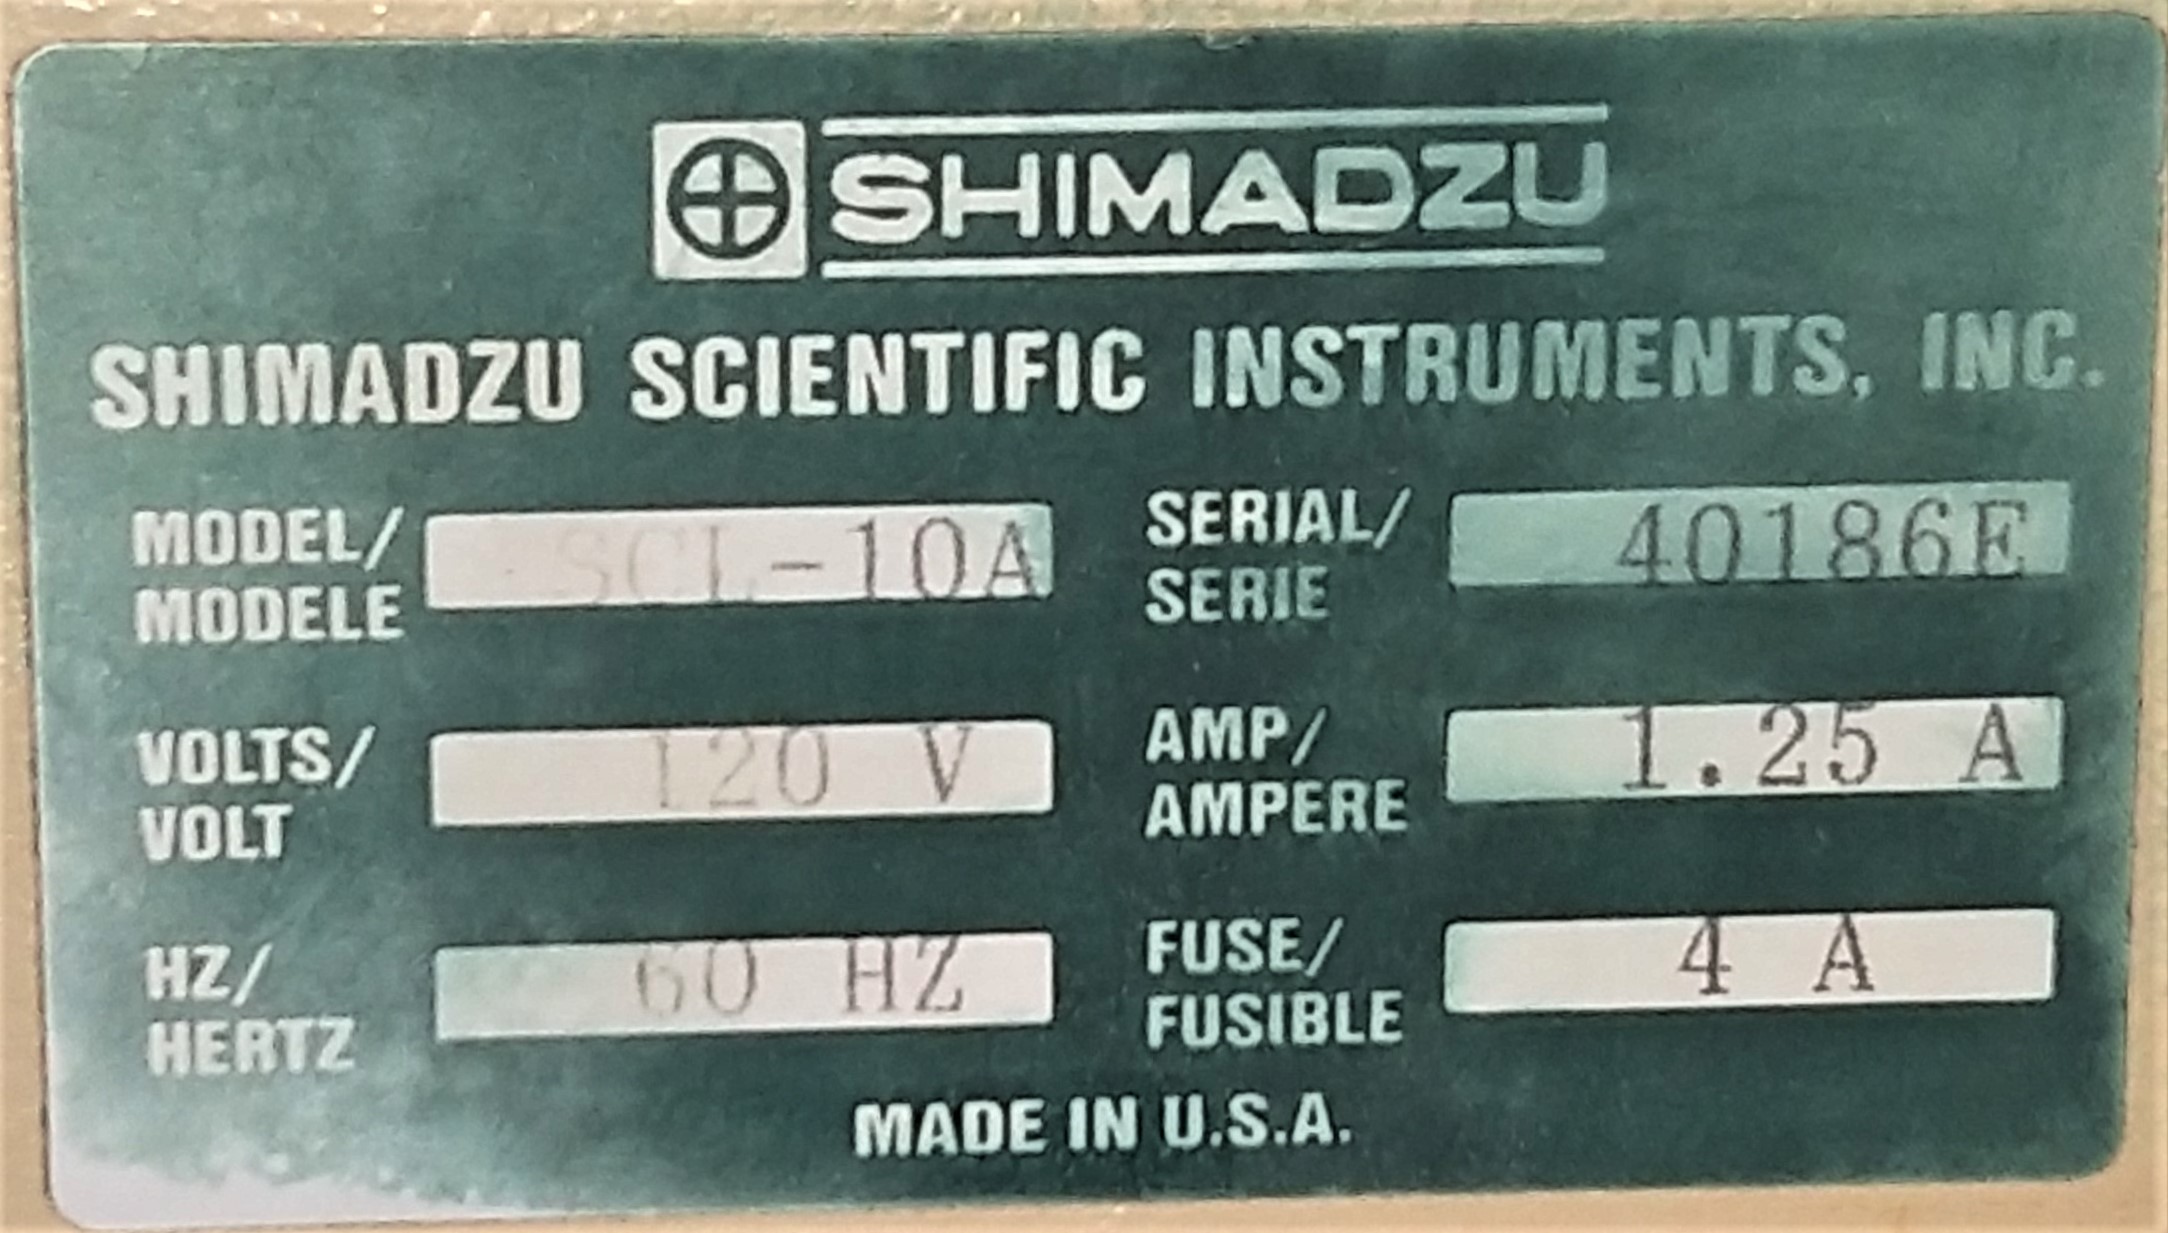 SHIMADZU
SHIMADZU SCIENTIFIC INSTRUMENTS, INC.
MODEL/
MODELE
SCL-10A
SERIAL/
SERIE
40186E
VOLTS/
VOLT
120 V
AMP/
AMPERE
1.25 A
HZ/
HERTZ
60 HZ
FUSE/
FUSIBLE
4 A
MADE IN U.S.A.